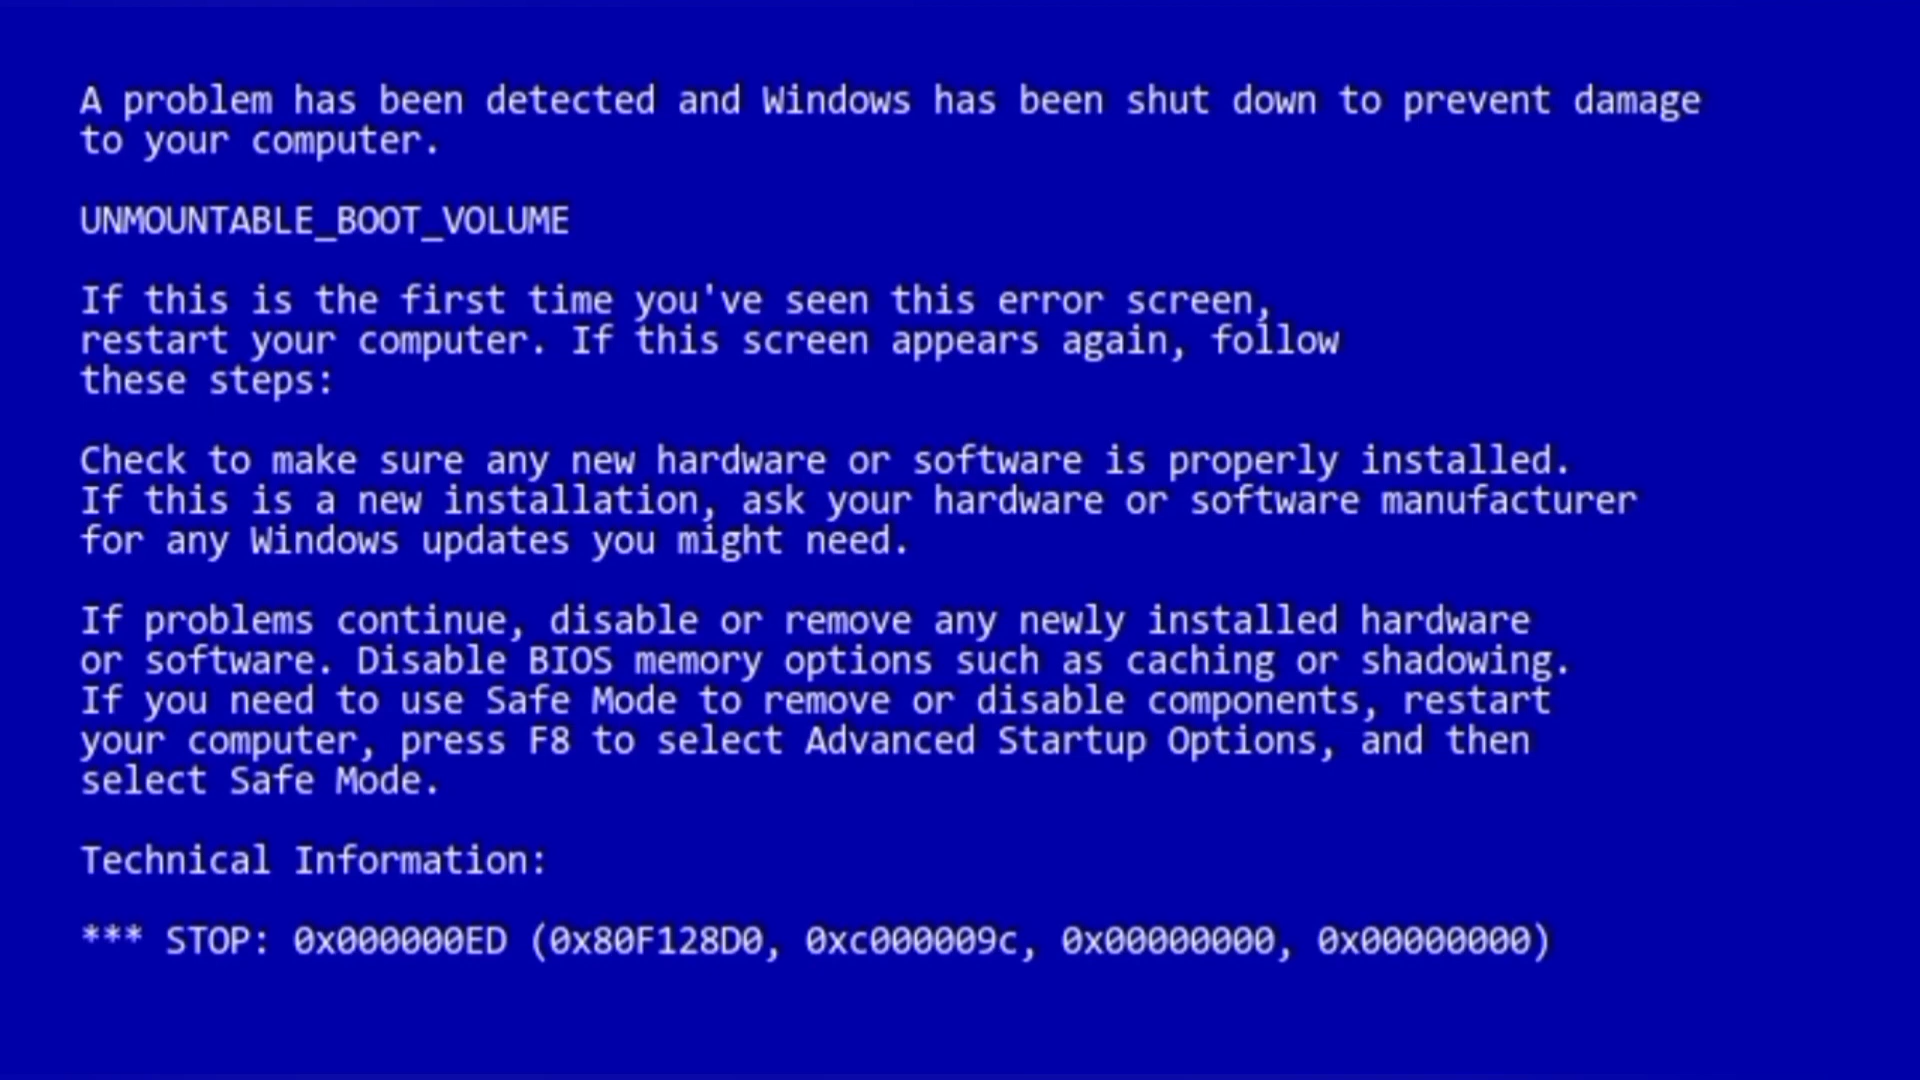 A problem has been detected and Windows has been shut down to prevent damage
to your computer.
UNMOUNTABLE_BOOT_VOLUME
If this is the first time you've seen this error screen,
restart your computer. If this screen appears again, follow
these steps:
Check to make sure any new hardware or software is properly installed.
If this is a new installation, ask your hardware or software manufacturer
for any Windows updates you might need.
If problems continue, disable or remove any newly installed hardware
or software. Disable BIOS memory options such as caching or shadowing.
If you need to use Safe Mode to remove or disable components, restart
your computer, press F8 to select Advanced Startup Options, and then
select Safe Mode.
Technical Information:
*** STOP: 0x000000ED (0x80F128D0, 0xc000009c, 0x00000000, 0x00000000)